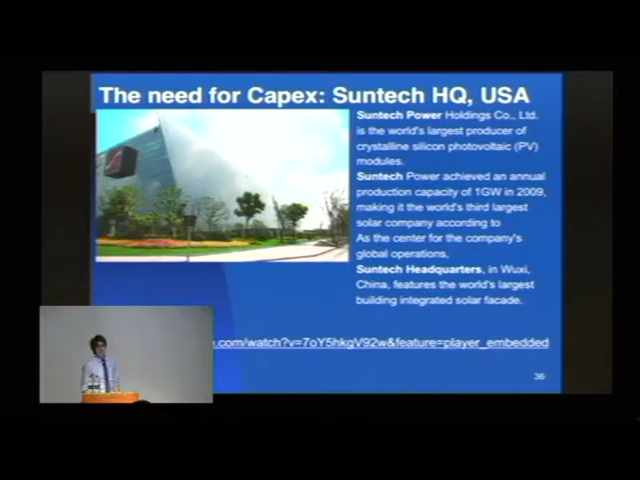 The need for Capex: Suntech HQ, USA
Suntech Power Holdings Co., Ltd.
is the world's largest producer of
crystalline silicon photovoltaic (PV)
modules.
Suntech Power achieved an annual
production capacity of 1GW in 2009,
making it the world's third largest
solar company according to
As the center for the company's
global operations,
Suntech Headquarters, in Wuxi,
China, features the world's largest
building integrated solar facade.
e.com/watch?v=7oY5hkgV92w&feature=player_embedded
36